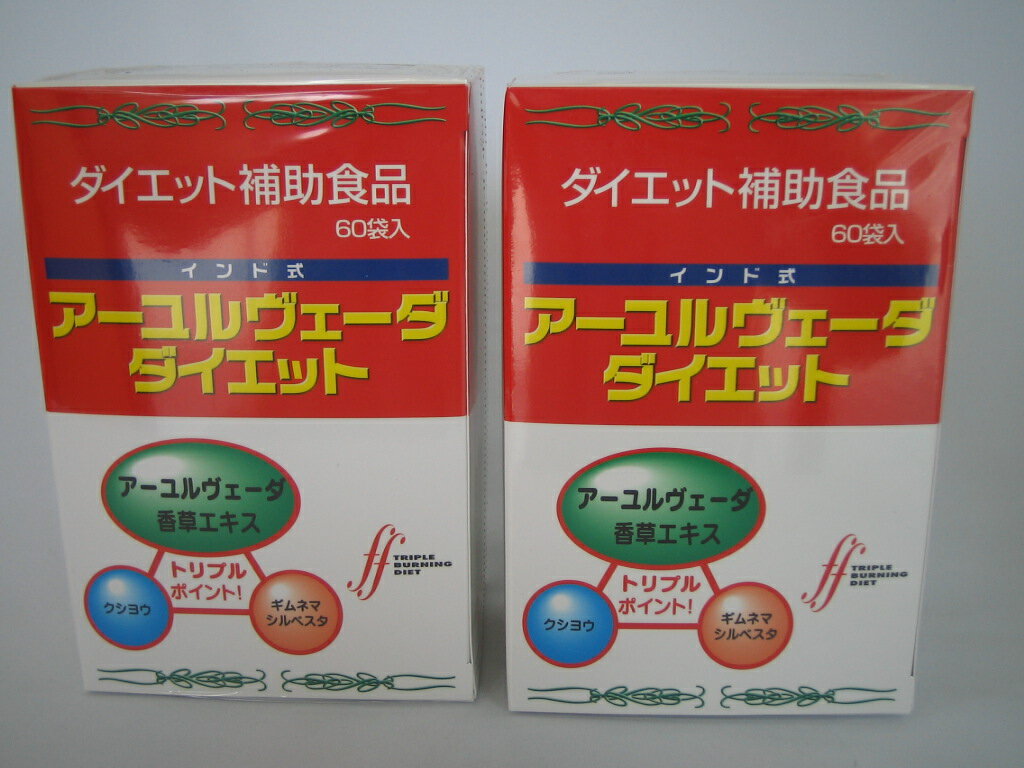 ダイエット補助食品
60袋入
インド式
アーユルヴェーダ
ダイエット
アーユルヴェーダ
香草エキス
トリプル
ポイント!
クシヨウ
ギムネマ
シルベスタ
TRIPLE
BURNING
DIET
ダイエット補助食品
60袋入
インド式
アーユルヴェーダ
ダイエット
アーユルヴェーダ
香草エキス
トリプル
ポイント!
クシヨウ
ギムネマ
シルベスタ
TRIPLE
BURNING
DIET